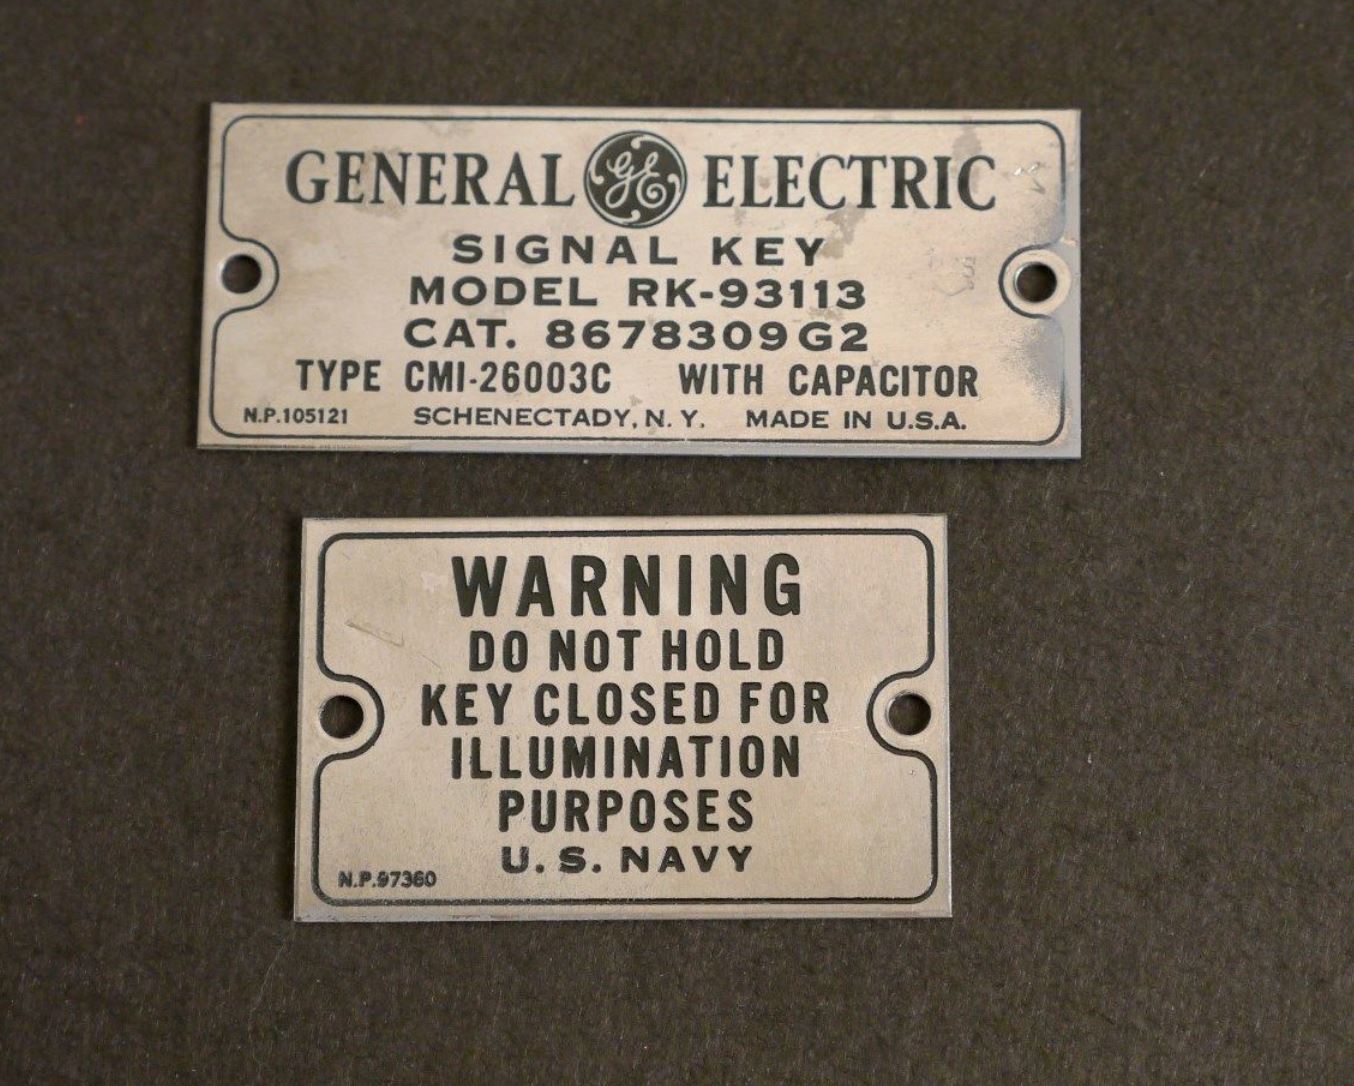 GENERAL GE ELECTRIC
SIGNAL KEY
MODEL RK-93113
CAT. 8678309G2
TYPE CMI-26003C WITH CAPACITOR
N.P.105121 SCHENECTADY, N. Y. MADE IN U.S.A.
WARNING
DO NOT HOLD
KEY CLOSED FOR
ILLUMINATION
PURPOSES
U. S. NAVY
N.P.97360